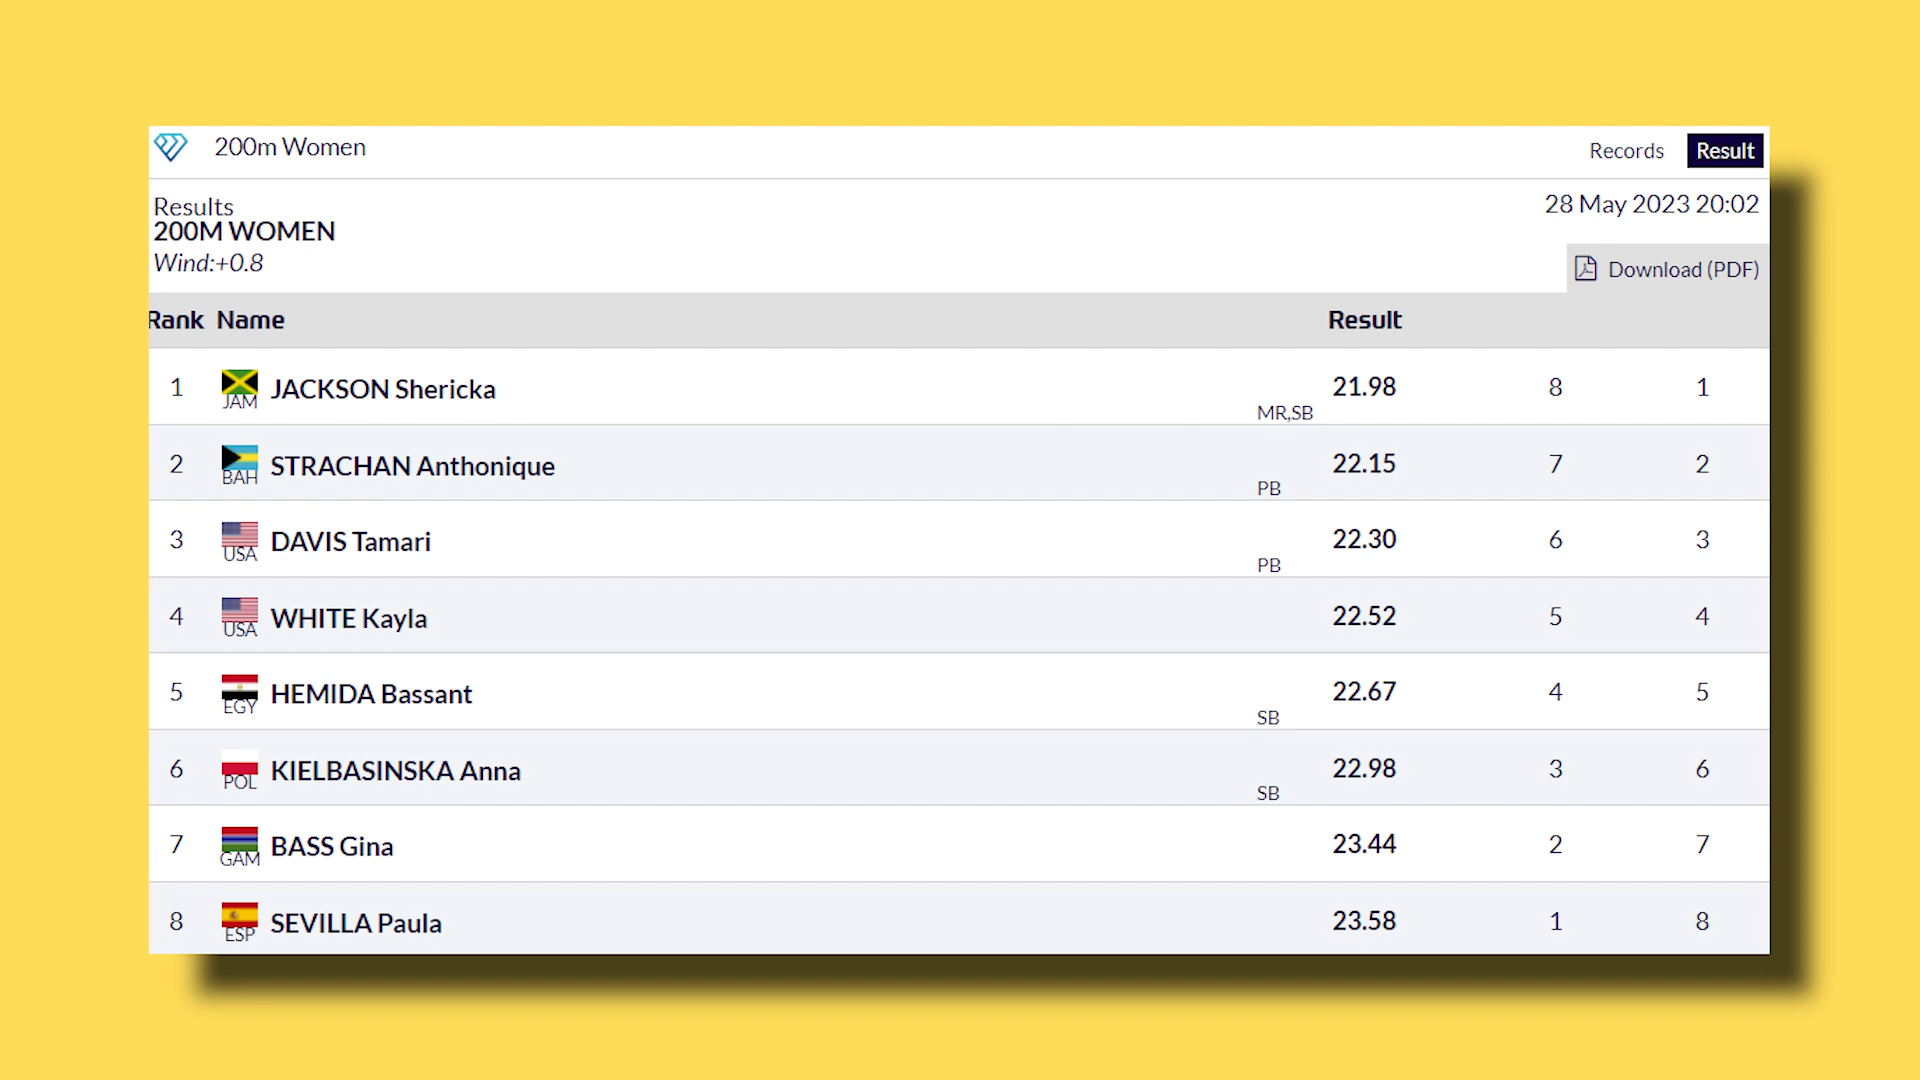 200m Women
Records Result
Results
28 May 2023 20:02
200M WOMEN
Wind:+0.8
Download (PDF)
Rank Name Result
1 JAM JACKSON Shericka MR,SB 21.98 8 1
2 BAH STRACHAN Anthonique PB 22.15 7 2
3 USA DAVIS Tamari PB 22.30 6 3
4 USA WHITE Kayla 22.52 5 4
5 EGY HEMIDA Bassant SB 22.67 4 5
6 POL KIELBASINSKA Anna SB 22.98 3 6
7 GAM BASS Gina 23.44 2 7
8 ESP SEVILLA Paula 23.58 1 8